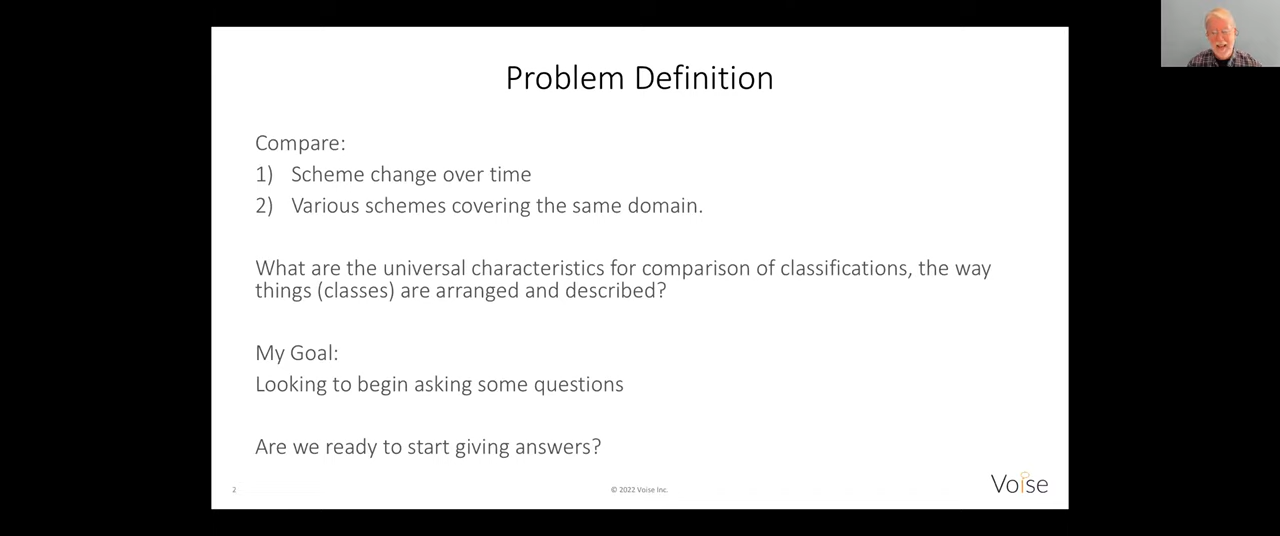 Problem Definition
Compare:
1) Scheme change over time
2) Various schemes covering the same domain.
What are the universal characteristics for comparison of classifications, the way
things (classes) are arranged and described?
My Goal:
Looking to begin asking some questions
Are we ready to start giving answers?
2
© 2022 Voise Inc.
Voise